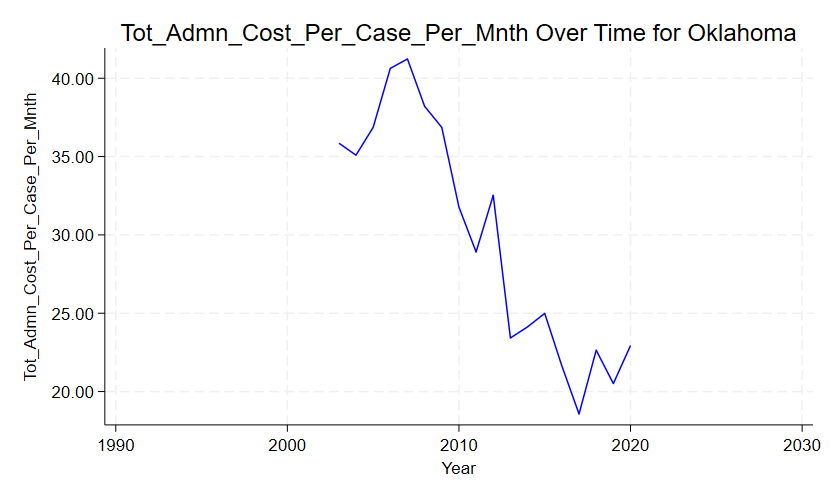 Tot_Admn_Cost_Per_Case_Per_Mnth Over Time for Oklahoma
Tot_Admn_Cost_Per_Case_Per_Mnth
40.00
35.00
30.00
25.00
20.00
1990 2000 2010 2020 2030
Year